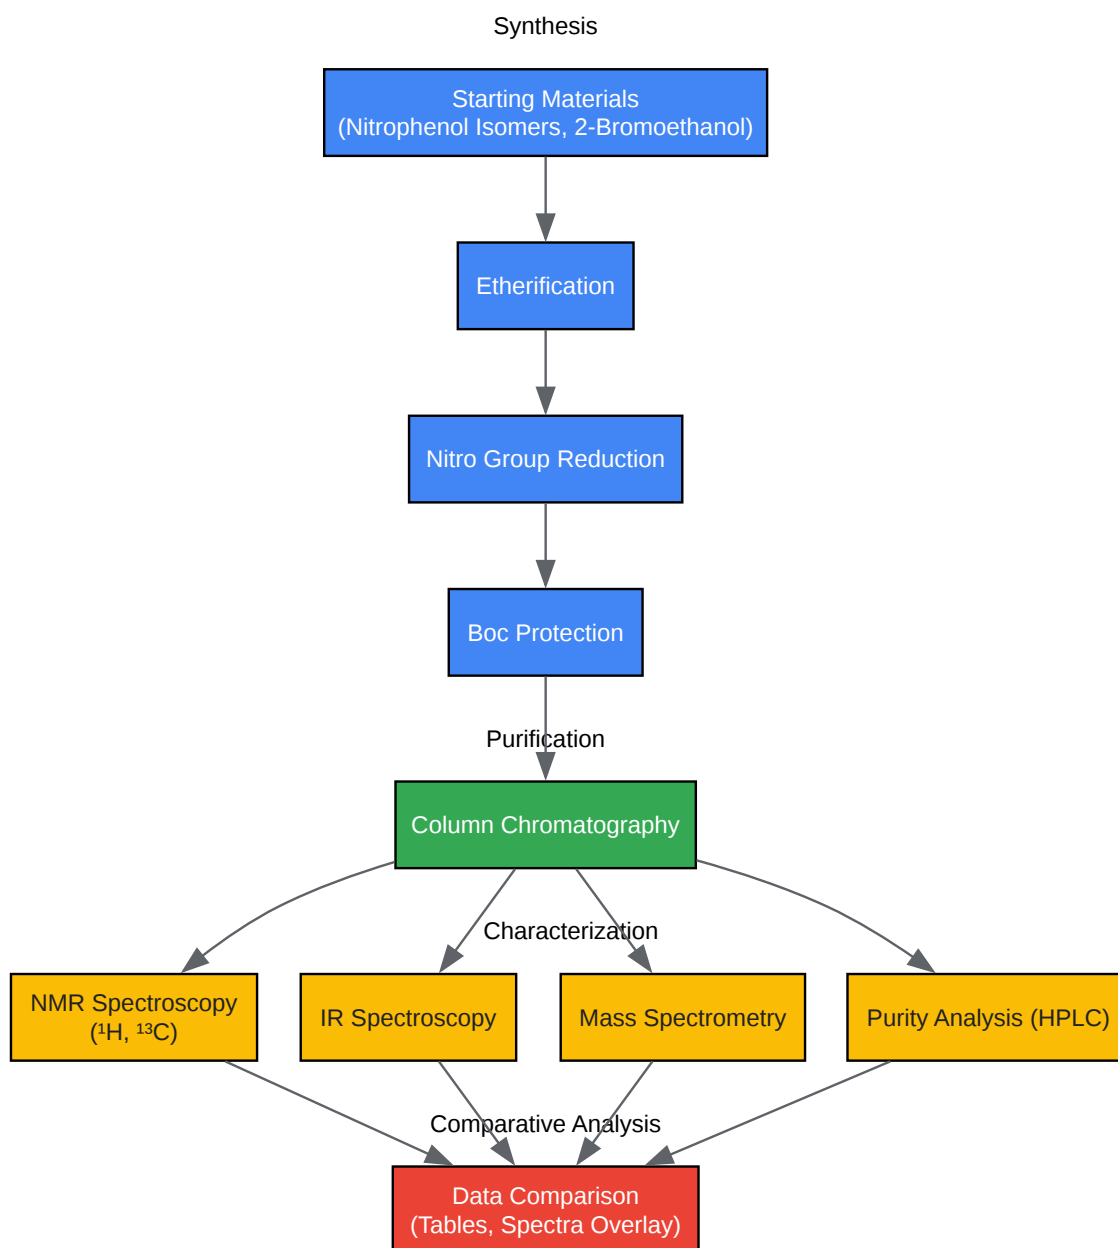 Synthesis
Starting Materials
(Nitrophenol Isomers, 2-Bromoethanol)
Etherification
Nitro Group Reduction
Boc Protection
Purification
Column Chromatography
Characterization
NMR Spectroscopy
(¹H, ¹³C)
IR Spectroscopy
Mass Spectrometry
Purity Analysis (HPLC)
Comparative Analysis
Data Comparison
(Tables, Spectra Overlay)